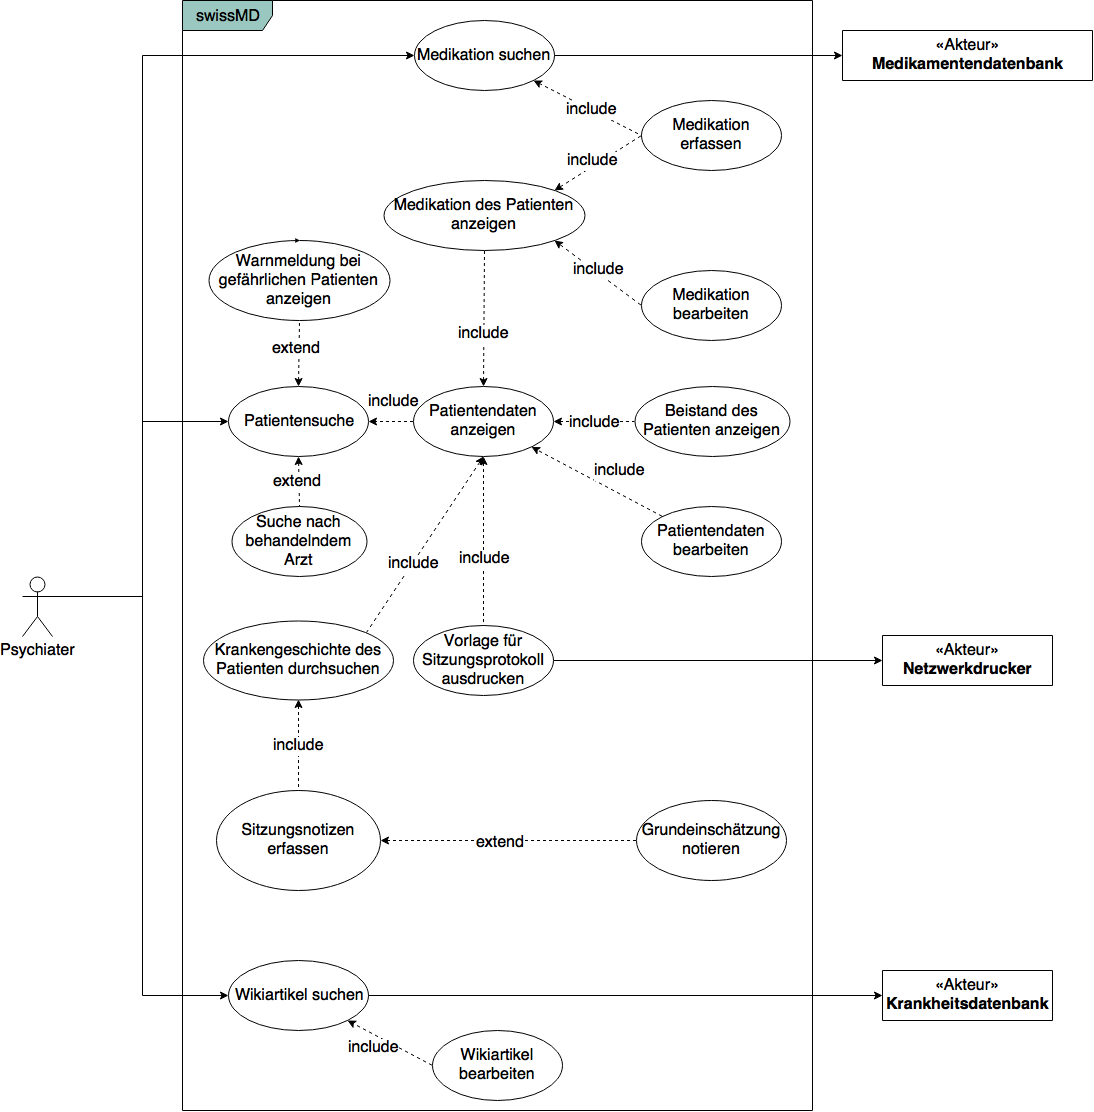 swissMD
Medikation suchen
«Akteur»
Medikamentendatenbank
include
Medikation
erfassen
include
Medikation des Patienten
anzeigen
Warnmeldung bei
gefährlichen Patienten
anzeigen
include
Medikation
bearbeiten
include
extend
include
Patientensuche
Patientendaten
anzeigen
include
Beistand des
Patienten anzeigen
include
extend
Suche nach
behandelndem
Arzt
Patientendaten
bearbeiten
include
include
Psychiater
Krankengeschichte des
Patienten durchsuchen
Vorlage für
Sitzungsprotokoll
ausdrucken
«Akteur»
Netzwerkdrucker
include
Sitzungsnotizen
erfassen
extend
Grundeinschätzung
notieren
Wikiartikel suchen
«Akteur»
Krankheitsdatenbank
include
Wikiartikel
bearbeiten